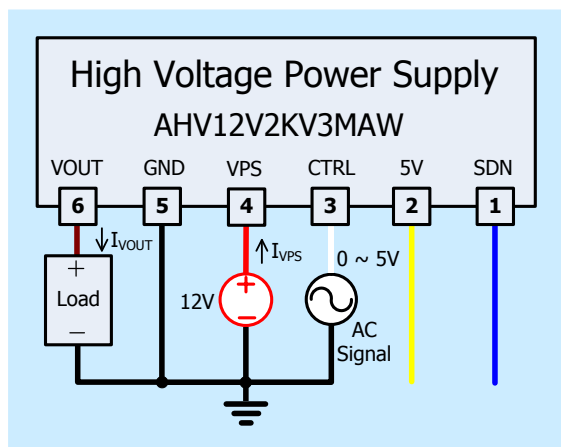 High Voltage Power Supply
AHV12V2KV3MAW
VOUT GND VPS CTRL 5V SDN
6 5 4 3 2 1
IVOUT IVPS 0 ~ 5V
+ +
Load 12V
− −
AC
Signal